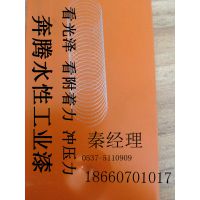 看光泽 看附着力 冲压力
奔腾水性工业漆
秦经理
0537-5110909
18660701017